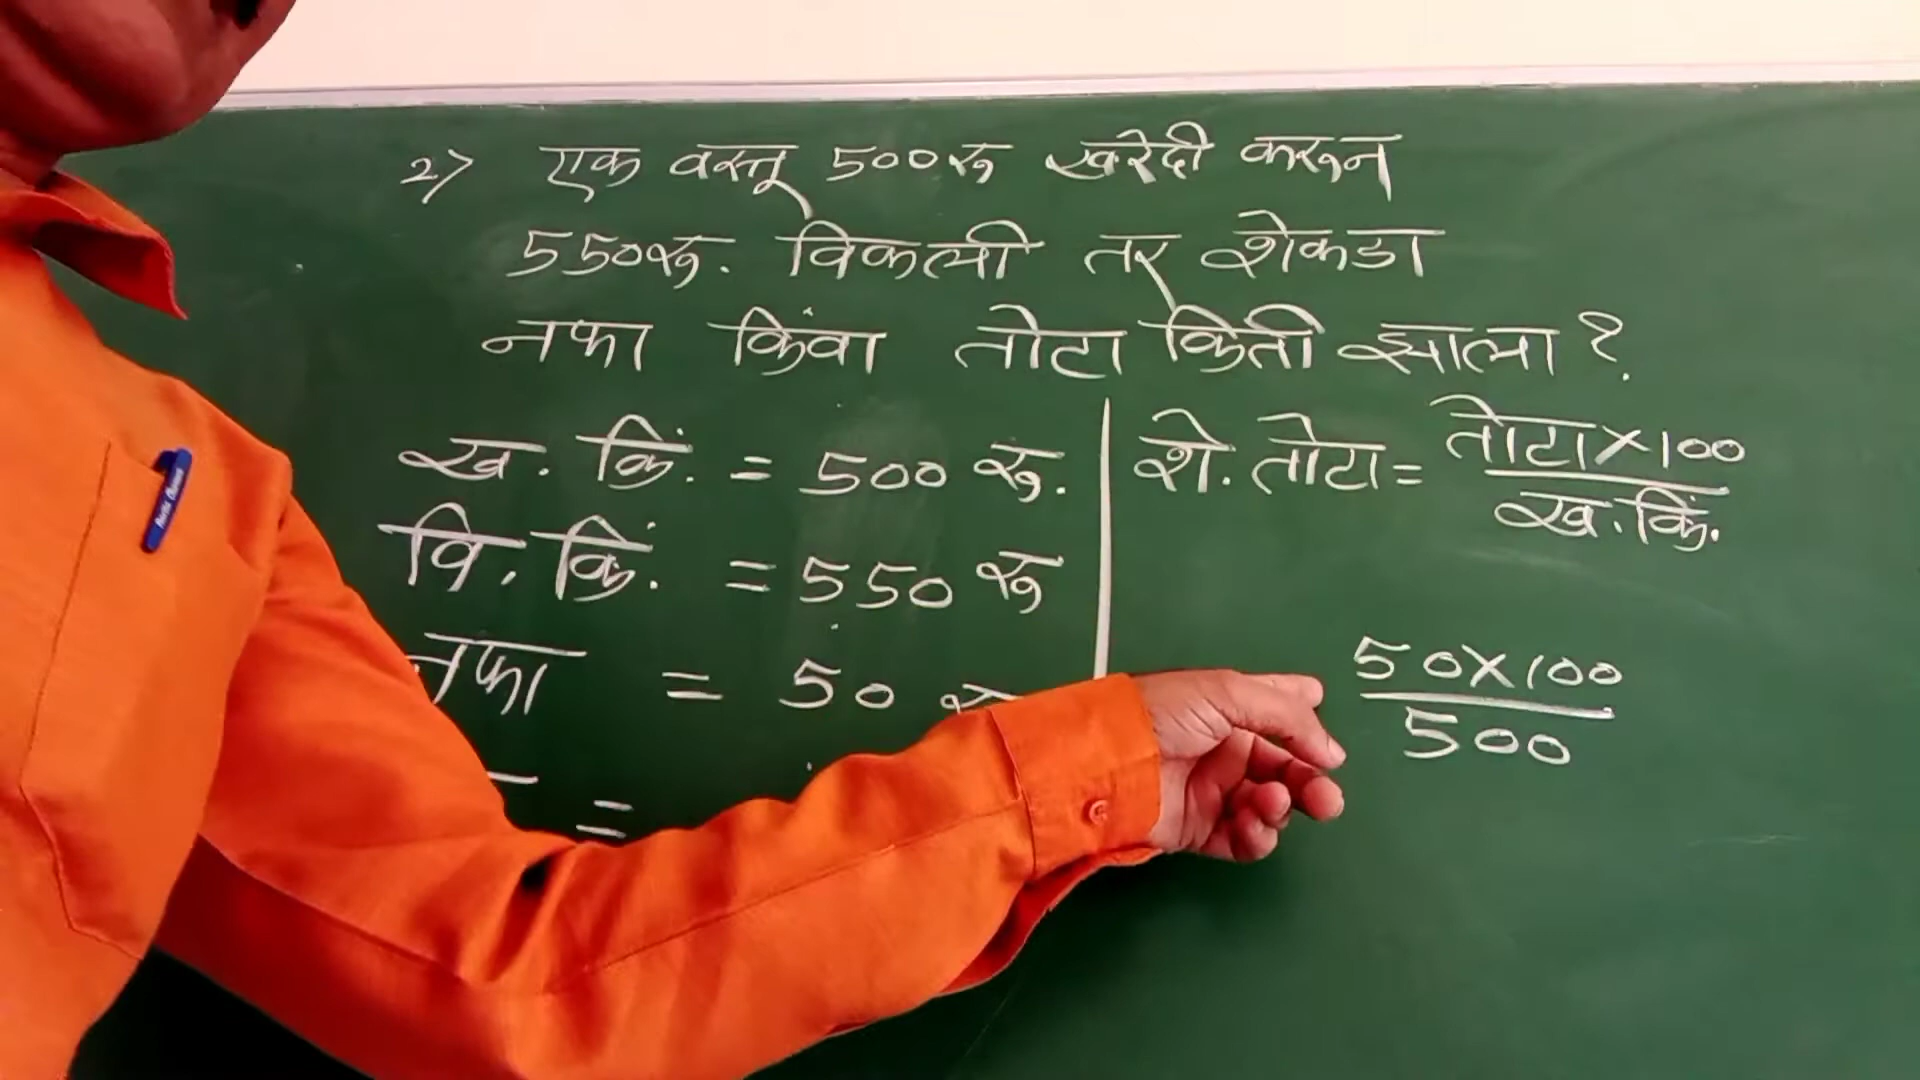 2) एक वस्तू 500रु खरेदी करून
550रु. विकली तर शेकडा
नफा किंवा तोटा किती झाला?
ख. किं. = 500 रु.
वि. किं. = 550 रु
नफा = 50
=
शे. तोटा = तोटा×100
ख. किं.
50×100
500